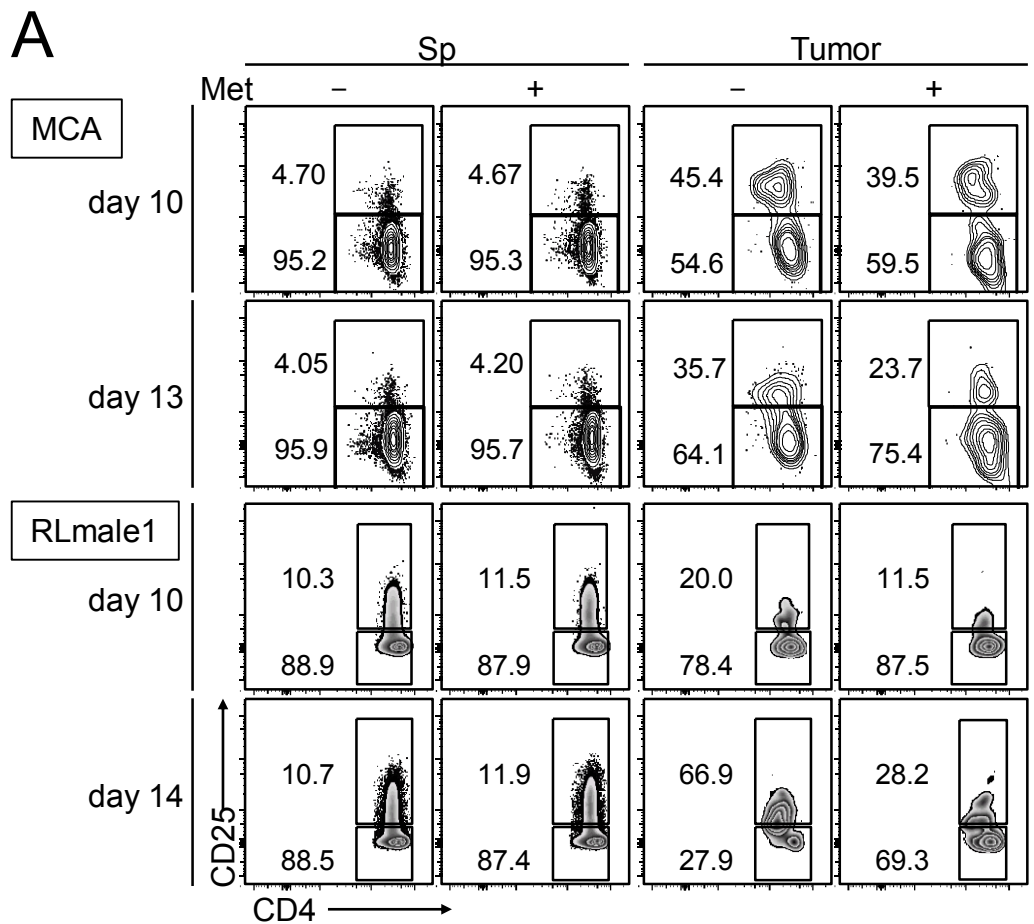 A
Sp Tumor
Met − + − +
MCA
day 10
4.70 4.67 45.4 39.5
95.2 95.3 54.6 59.5
day 13
4.05 4.20 35.7 23.7
95.9 95.7 64.1 75.4
RLmale1
day 10
10.3 11.5 20.0 11.5
88.9 87.9 78.4 87.5
day 14
10.7 11.9 66.9 28.2
88.5 87.4 27.9 69.3
CD25
CD4